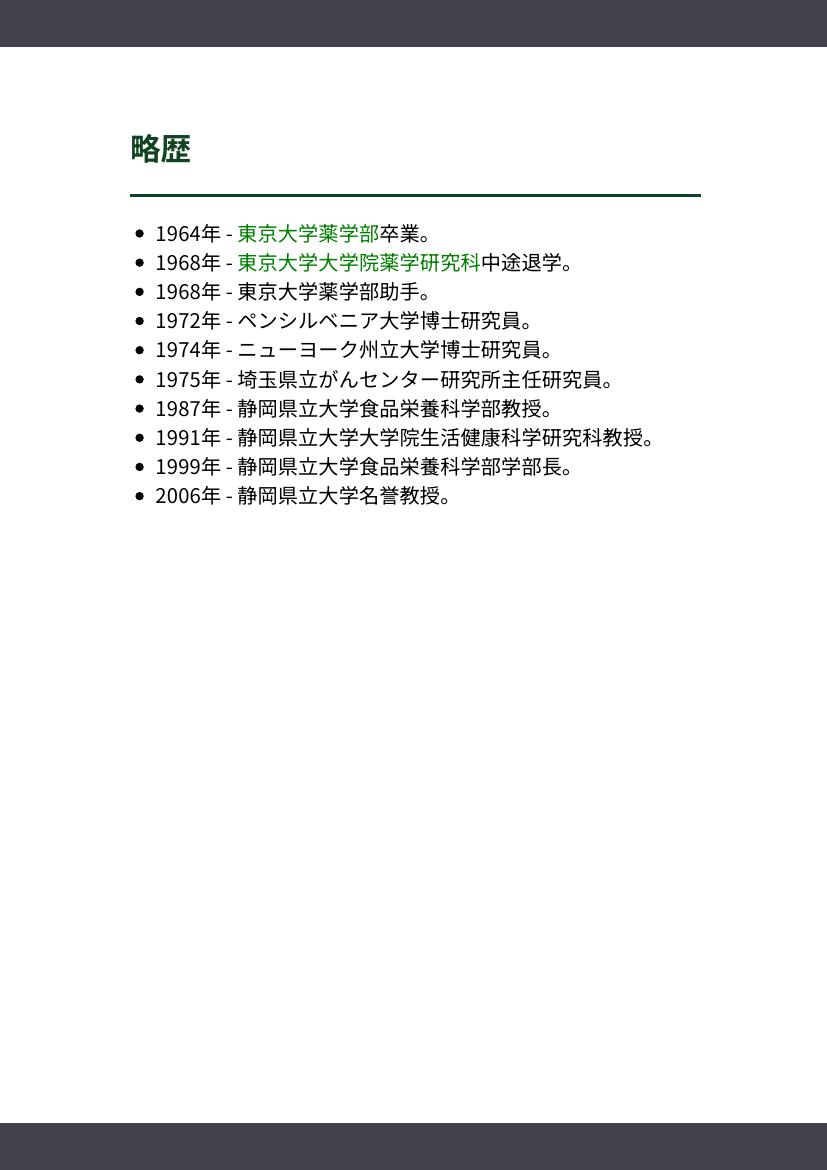 略歴
1964年 - 東京大学薬学部卒業。
1968年 - 東京大学大学院薬学研究科中途退学。
1968年 - 東京大学薬学部助手。
1972年 - ペンシルベニア大学博士研究員。
1974年 - ニューヨーク州立大学博士研究員。
1975年 - 埼玉県立がんセンター研究所主任研究員。
1987年 - 静岡県立大学食品栄養科学部教授。
1991年 - 静岡県立大学大学院生活健康科学研究科教授。
1999年 - 静岡県立大学食品栄養科学部学部長。
2006年 - 静岡県立大学名誉教授。